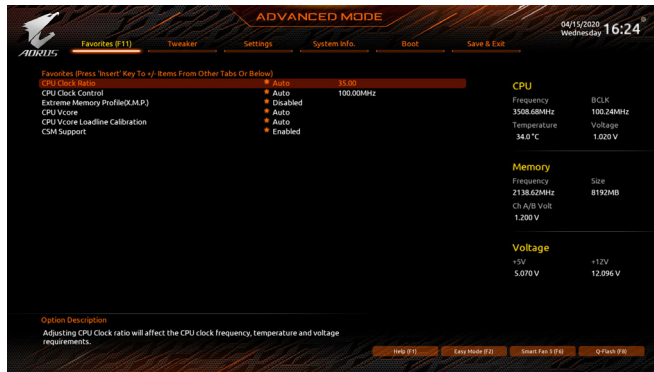 ADVANCED MODE
04/15/2020
Wednesday 16:24
AORUS
Favorites (F11) Tweaker Settings System Info. Boot Save & Exit
Favorites (Press 'Insert' Key To +/- Items From Other Tabs Or Below)
CPU Clock Ratio Auto 35.00
CPU Clock Control Auto 100.00MHz
Extreme Memory Profile(X.M.P.) Disabled
CPU Vcore Auto
CPU Vcore Loadline Calibration Auto
CSM Support Enabled
CPU
Frequency BCLK
3508.68MHz 100.24MHz
Temperature Voltage
34.0 °C 1.020 V
Memory
Frequency Size
2138.62MHz 8192MB
Ch A/B Volt
1.200 V
Voltage
+5V +12V
5.070 V 12.096 V
Option Description
Adjusting CPU Clock ratio will affect the CPU clock frequency, temperature and voltage
requirements.
Help (F1) Easy Mode (F2) Smart Fan 5 (F6) Q-Flash (F8)